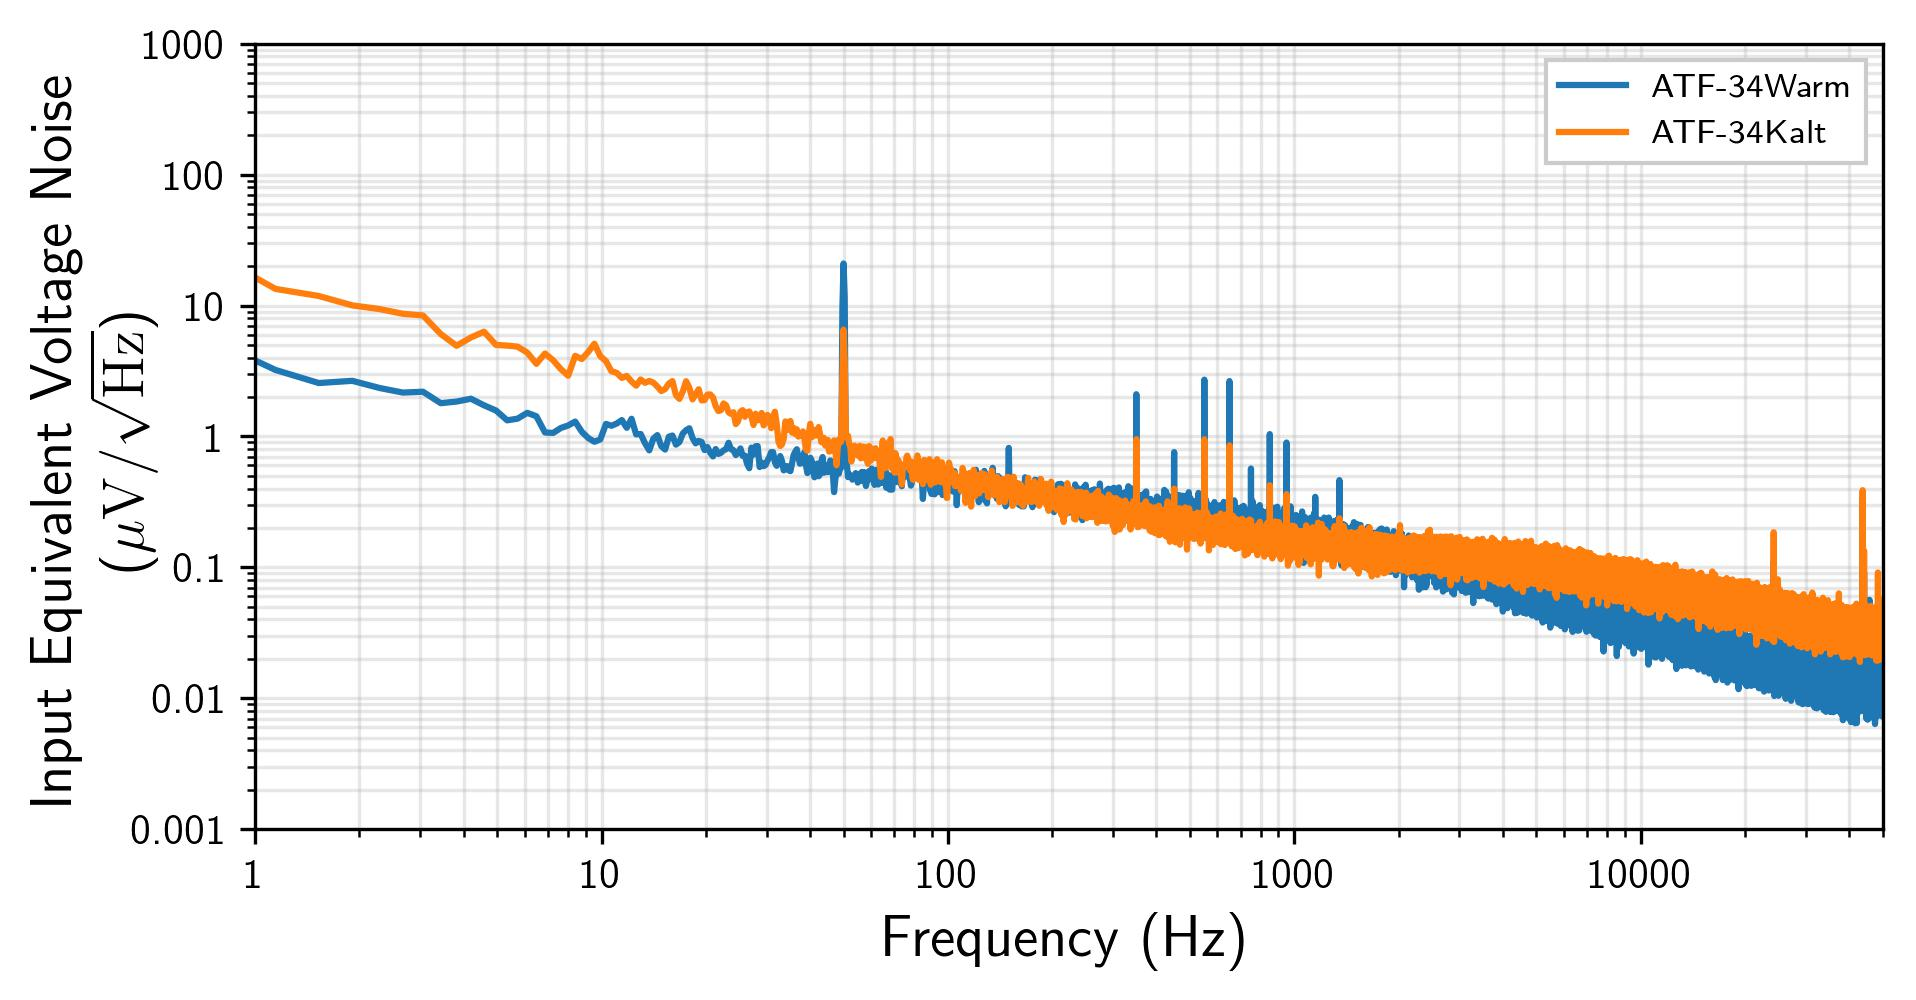 Input Equivalent Voltage Noise
(μV/√Hz)
1000
100
10
1
0.1
0.01
0.001
ATF-34Warm
ATF-34Kalt
1 10 100 1000 10000
Frequency (Hz)